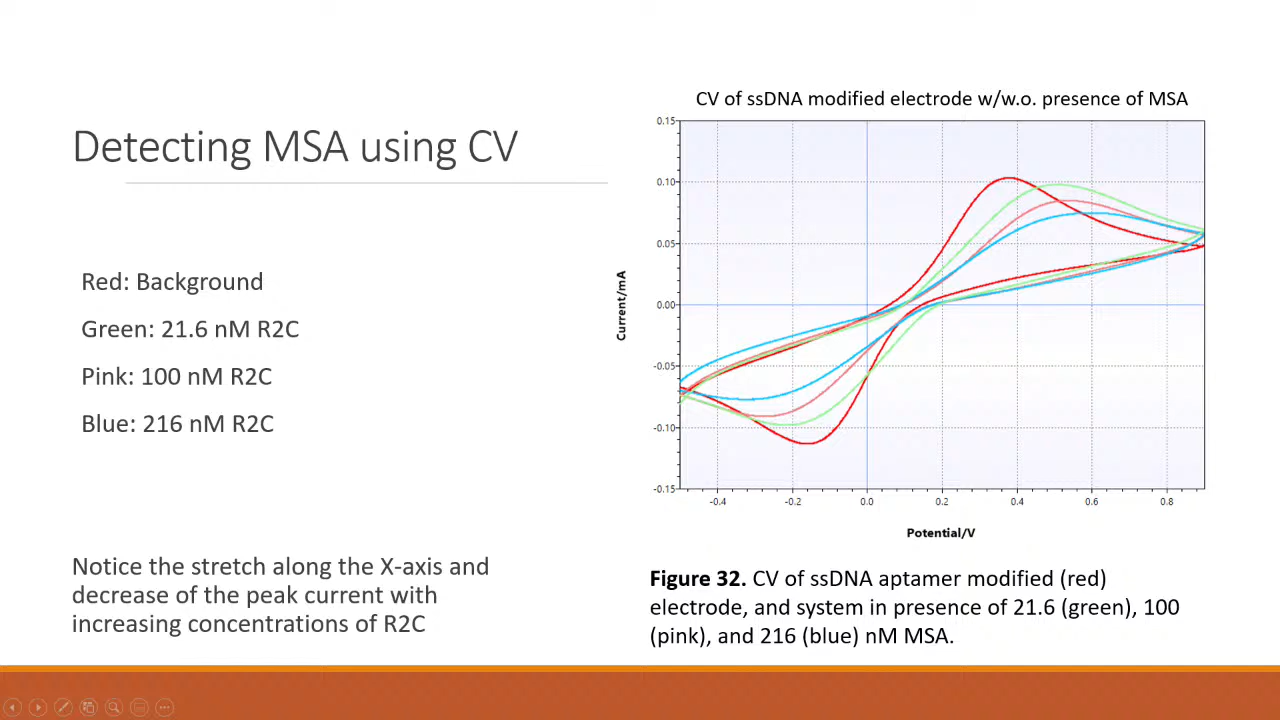 Detecting MSA using CV
Red: Background
Green: 21.6 nM R2C
Pink: 100 nM R2C
Blue: 216 nM R2C
Notice the stretch along the X-axis and
decrease of the peak current with
increasing concentrations of R2C
CV of ssDNA modified electrode w/w.o. presence of MSA
0.15
0.10
0.05
0.00
-0.05
-0.10
-0.15
Current/mA
-0.4 -0.2 0.0 0.2 0.4 0.6 0.8
Potential/V
Figure 32. CV of ssDNA aptamer modified (red)
electrode, and system in presence of 21.6 (green), 100
(pink), and 216 (blue) nM MSA.